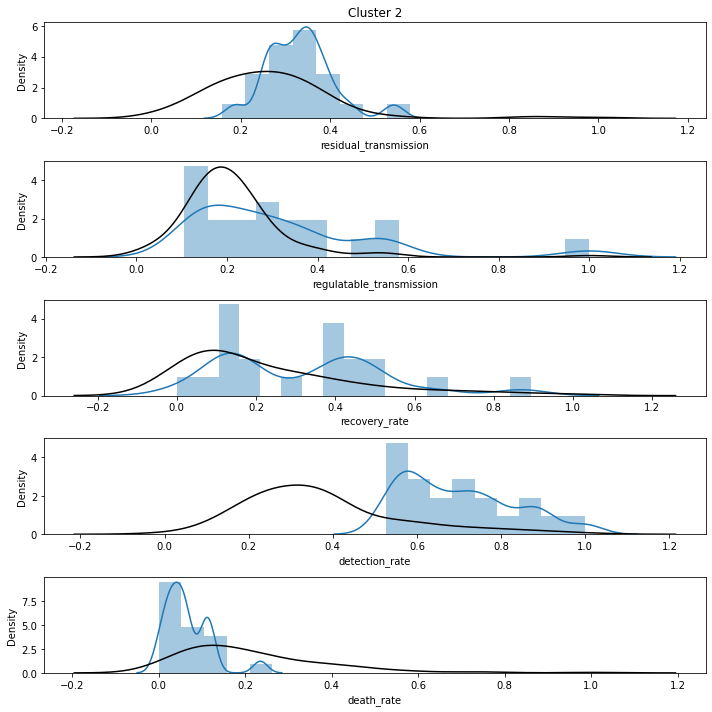 Cluster 2
6
4
2
0
Density
−0.2 0.0 0.2 0.4 0.6 0.8 1.0 1.2
residual_transmission
4
2
0
Density
−0.2 0.0 0.2 0.4 0.6 0.8 1.0 1.2
regulatable_transmission
4
2
0
Density
−0.2 0.0 0.2 0.4 0.6 0.8 1.0 1.2
recovery_rate
4
2
0
Density
−0.2 0.0 0.2 0.4 0.6 0.8 1.0 1.2
detection_rate
7.5
5.0
2.5
0.0
Density
−0.2 0.0 0.2 0.4 0.6 0.8 1.0 1.2
death_rate